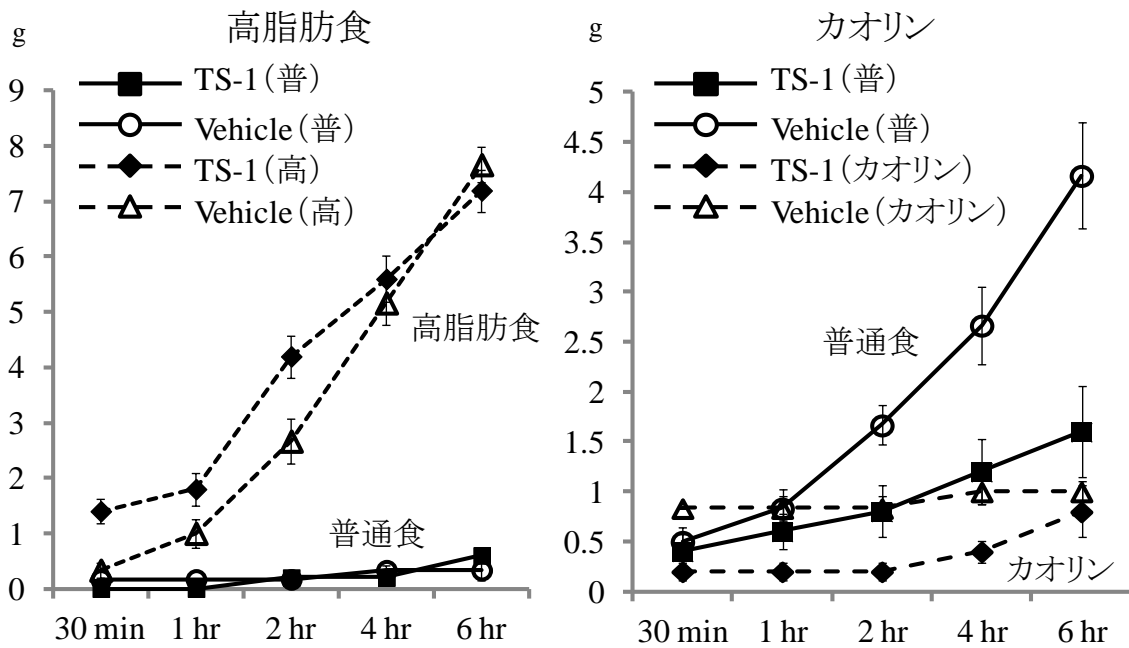 g
高脂肪食
TS-1(普)
Vehicle(普)
TS-1(高)
Vehicle(高)
9
8
7
6
5
4
3
2
1
0
高脂肪食
普通食
30 min
1 hr
2 hr
4 hr
6 hr
g
カオリン
TS-1(普)
Vehicle(普)
TS-1(カオリン)
Vehicle(カオリン)
5
4.5
4
3.5
3
2.5
2
1.5
1
0.5
0
普通食
カオリン
30 min
1 hr
2 hr
4 hr
6 hr